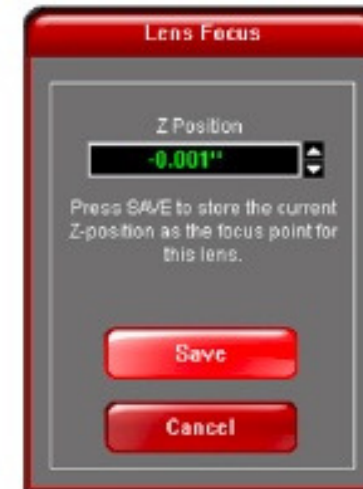 Lens Focus
Z Position
-0.001"
Press SAVE to store the current
Z-position as the focus point for
this lens.
Save
Cancel